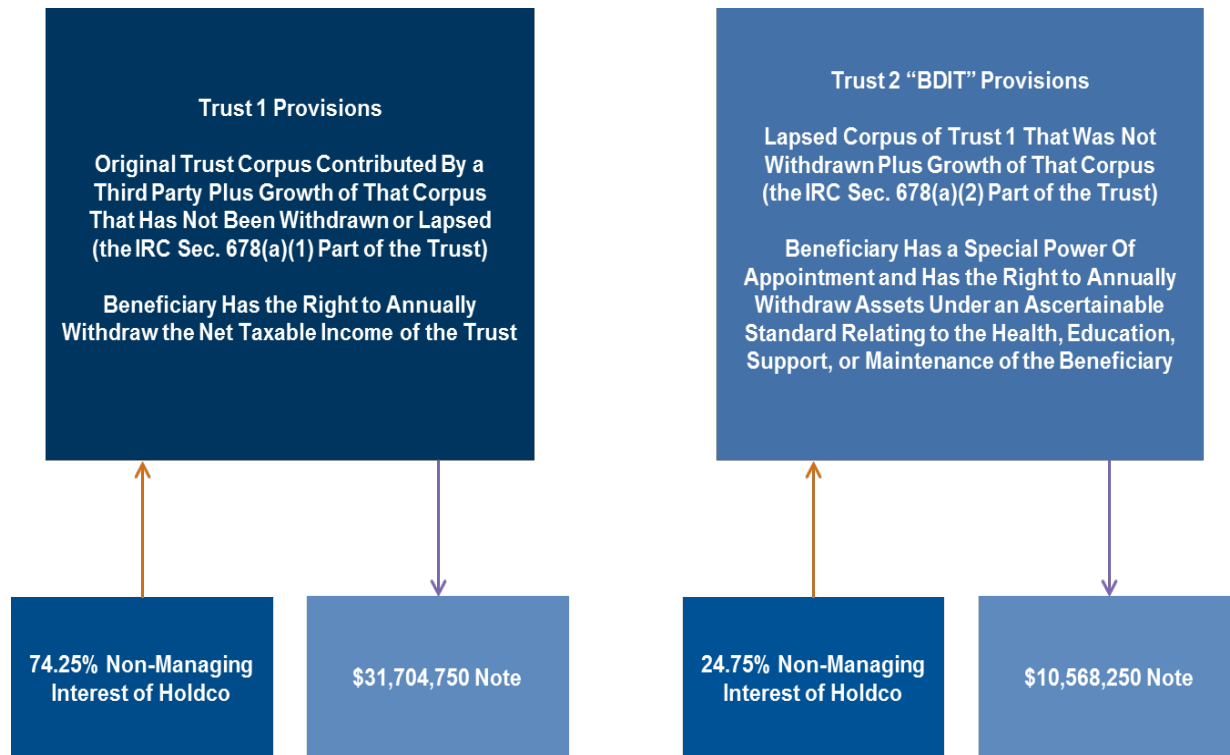 Trust 1 Provisions
Original Trust Corpus Contributed By a
Third Party Plus Growth of That Corpus
That Has Not Been Withdrawn or Lapsed
(the IRC Sec. 678(a)(1) Part of the Trust)
Beneficiary Has the Right to Annually
Withdraw the Net Taxable Income of the Trust
Trust 2 “BDIT” Provisions
Lapsed Corpus of Trust 1 That Was Not
Withdrawn Plus Growth of That Corpus
(the IRC Sec. 678(a)(2) Part of the Trust)
Beneficiary Has a Special Power Of
Appointment and Has the Right to Annually
Withdraw Assets Under an Ascertainable
Standard Relating to the Health, Education,
Support, or Maintenance of the Beneficiary
74.25% Non-Managing
Interest of Holdco
$31,704,750 Note
24.75% Non-Managing
Interest of Holdco
$10,568,250 Note